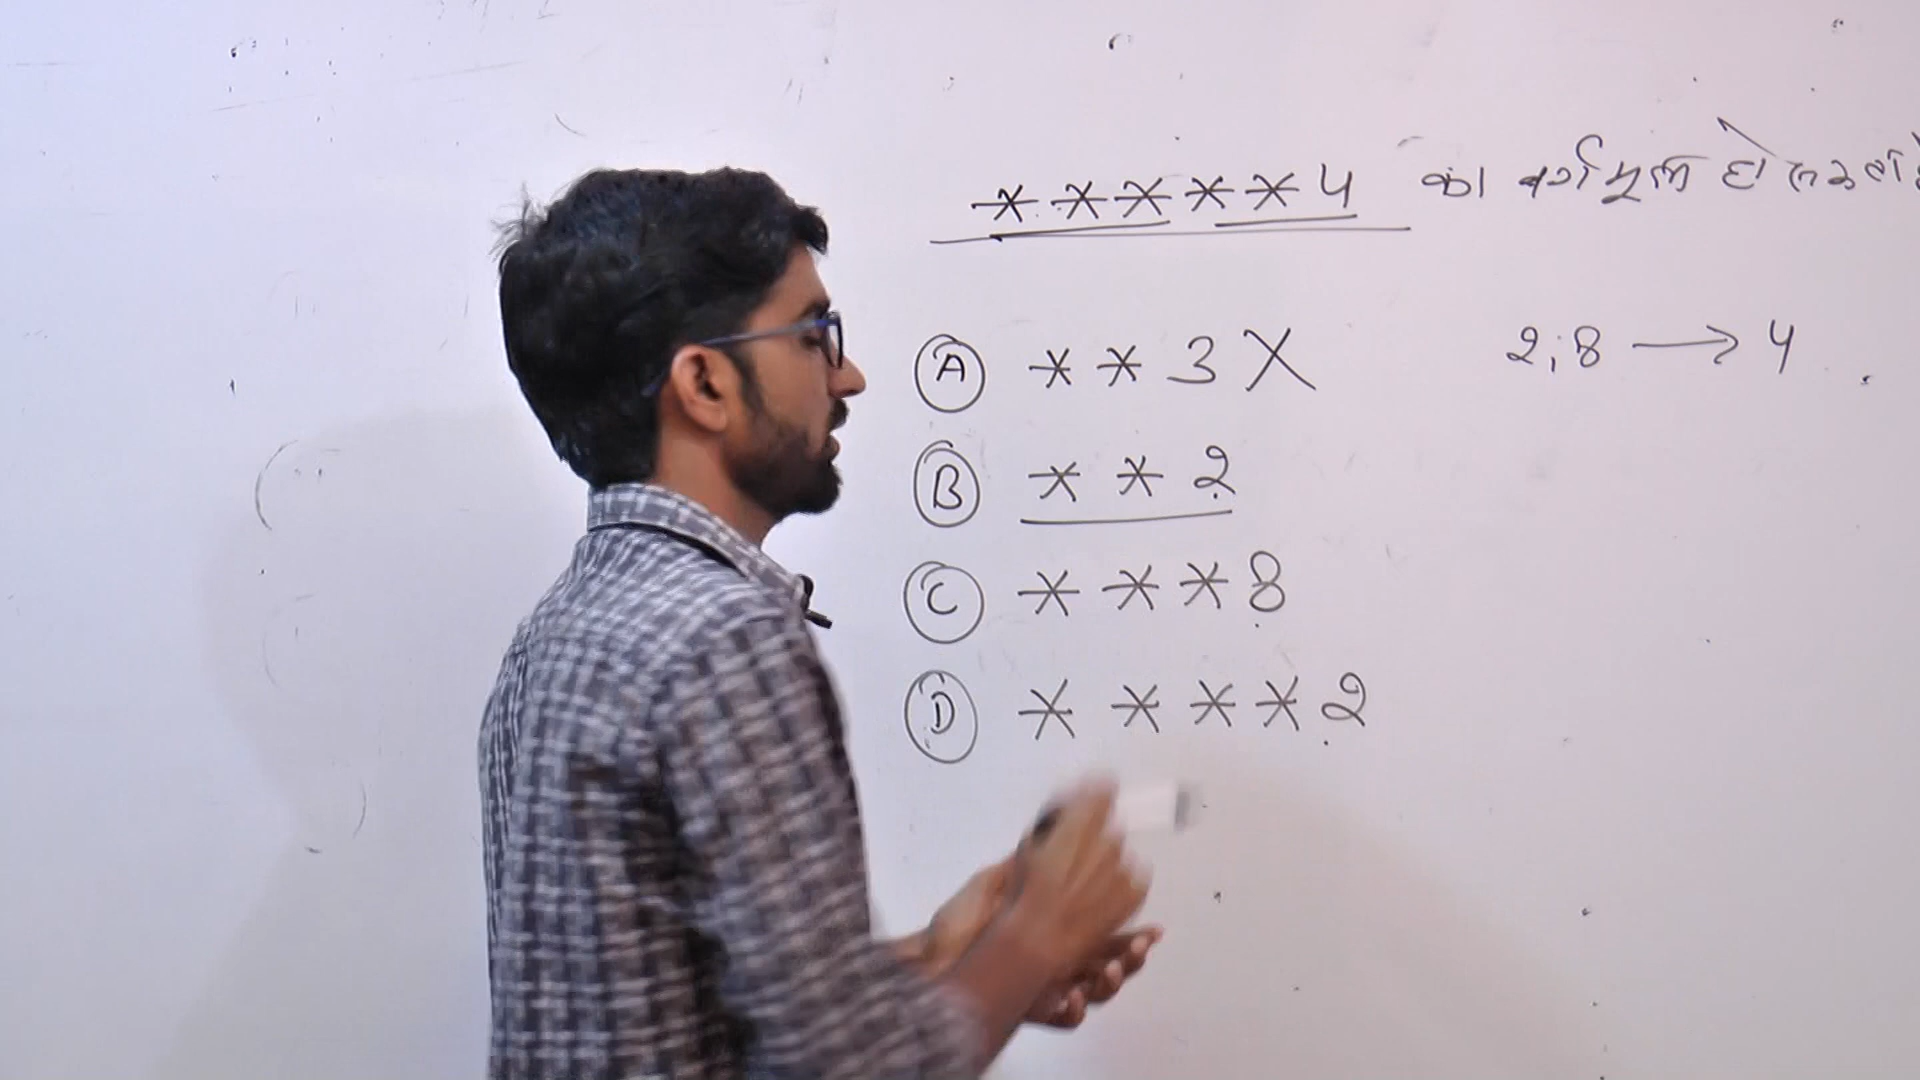 * * * * * 4 का वर्गमूल हो सकता है
A * * 3 X
2, 8 → 4
B * * 2
C * * * 8
D * * * * 2